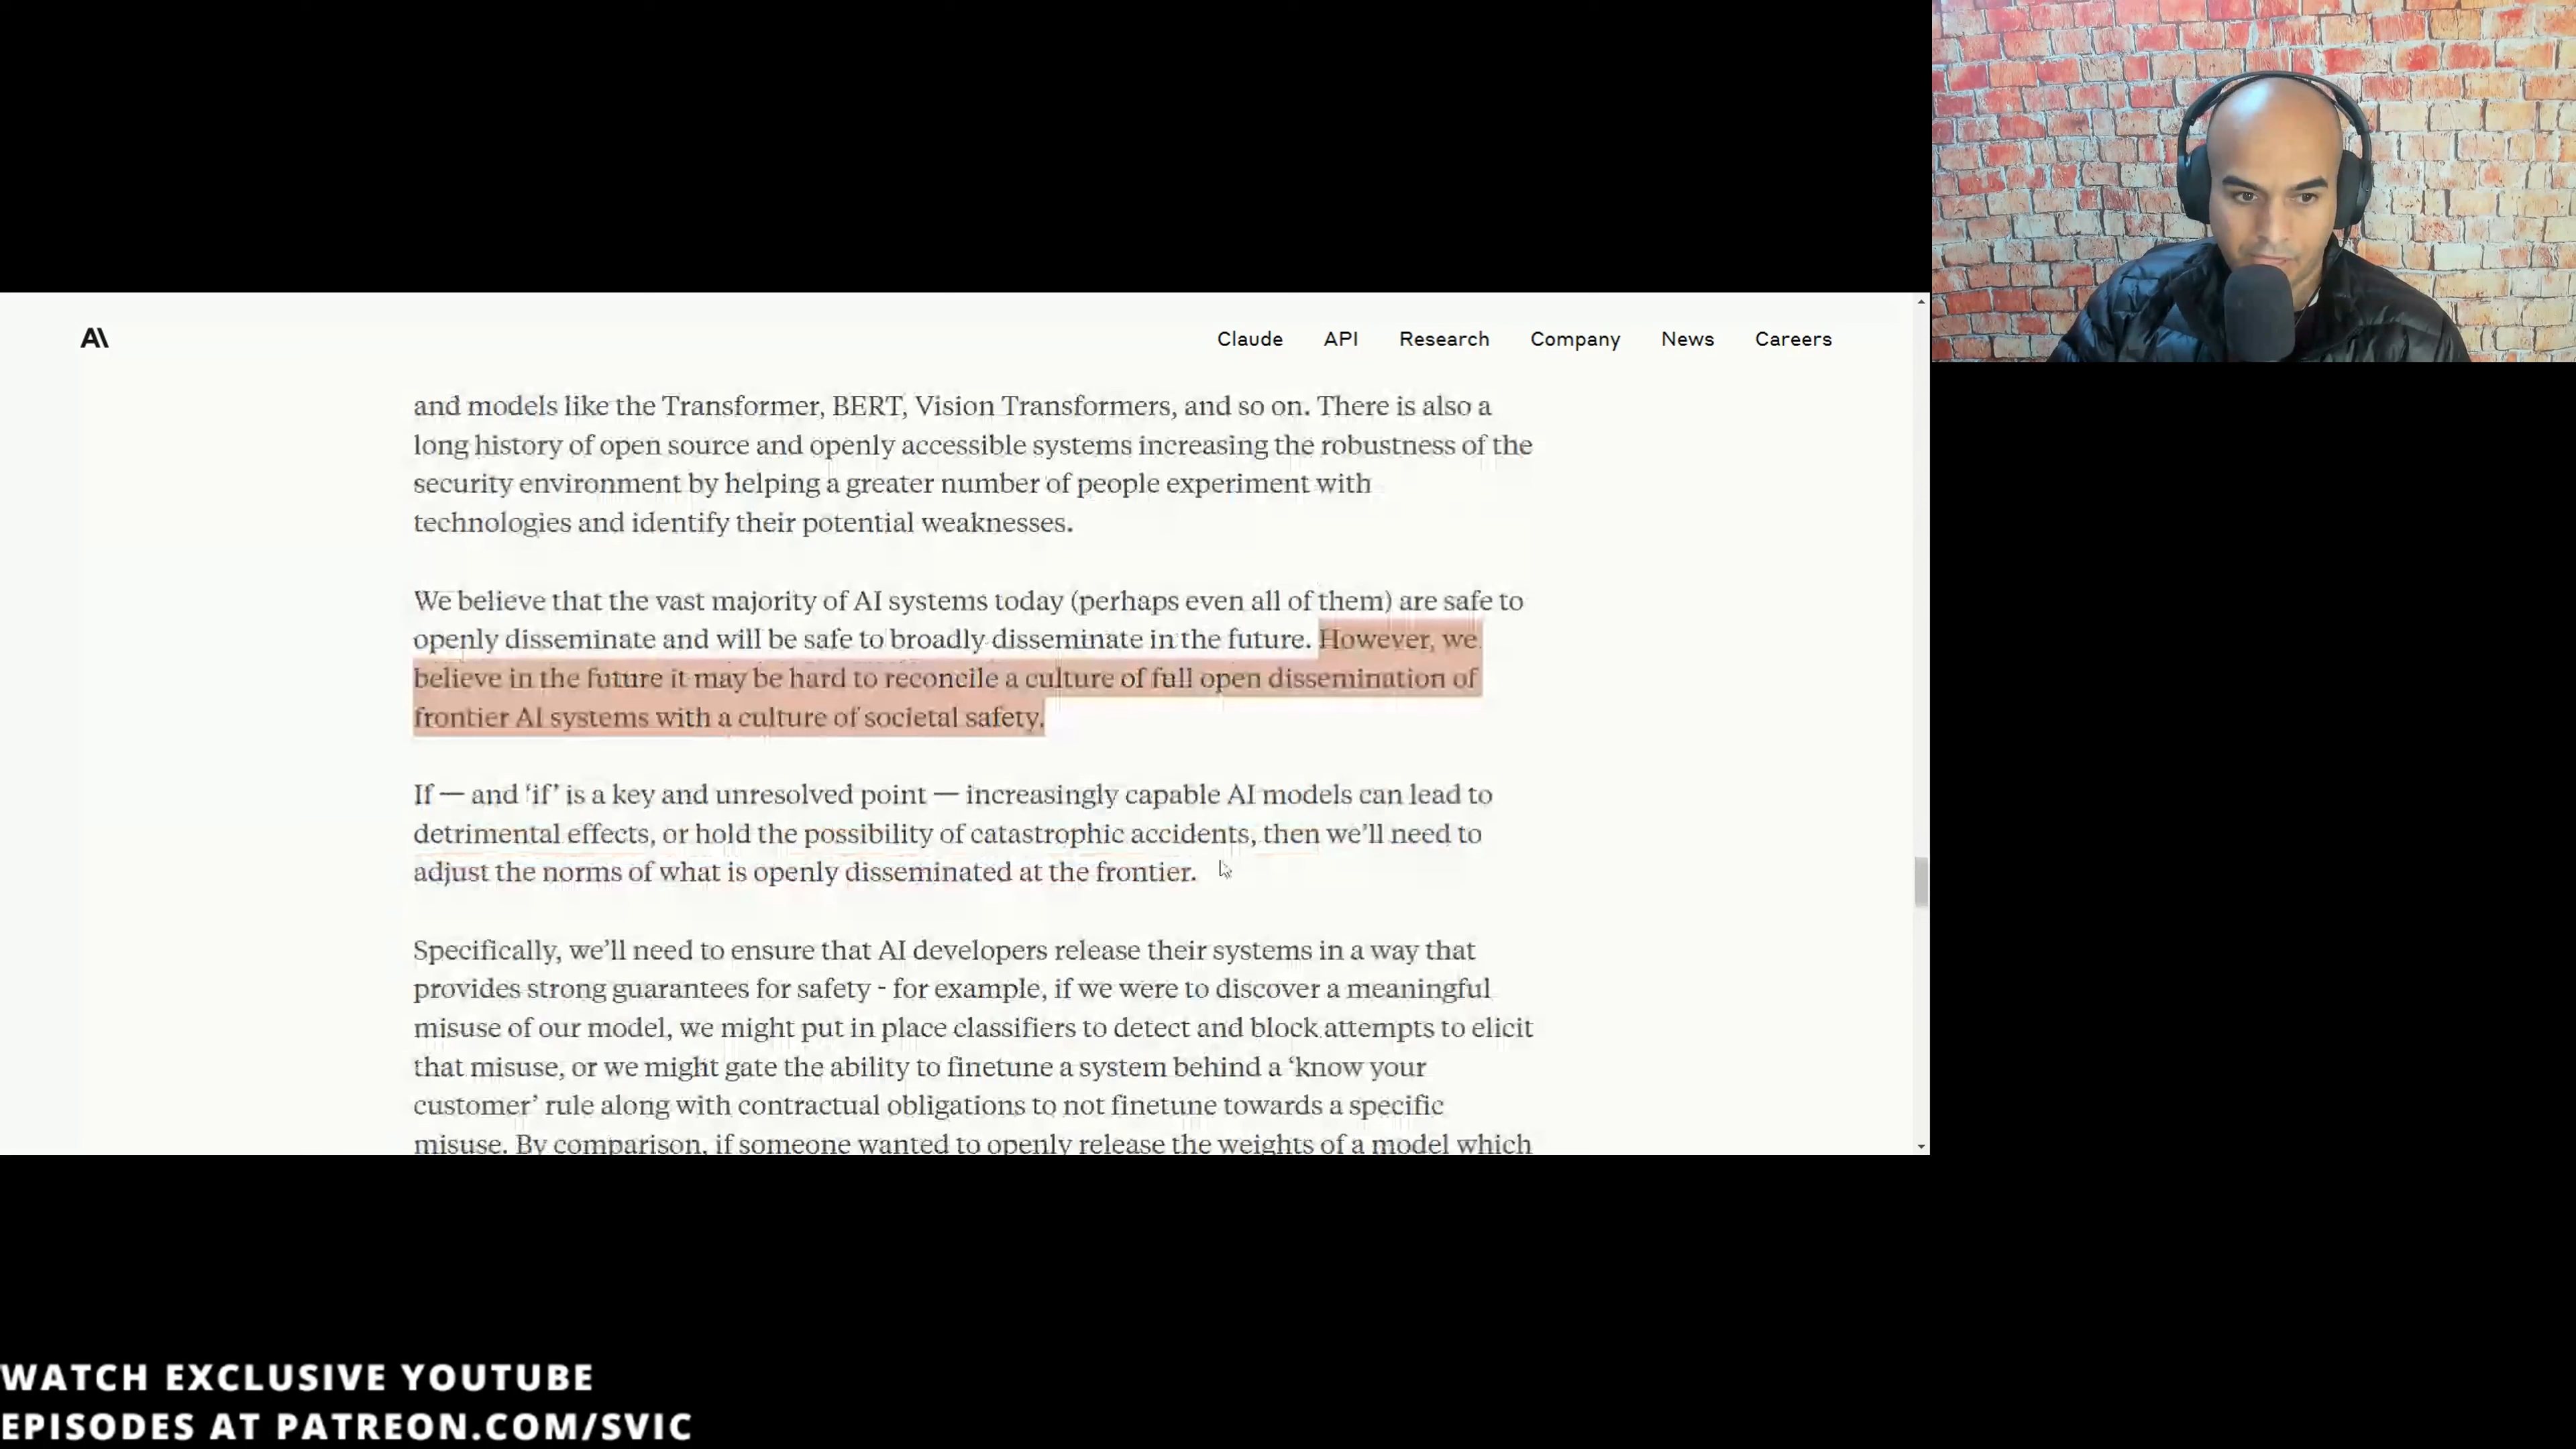 A\
Claude API Research Company News Careers
and models like the Transformer, BERT, Vision Transformers, and so on. There is also a
long history of open source and openly accessible systems increasing the robustness of the
security environment by helping a greater number of people experiment with
technologies and identify their potential weaknesses.
We believe that the vast majority of AI systems today (perhaps even all of them) are safe to
openly disseminate and will be safe to broadly disseminate in the future. However, we
believe in the future it may be hard to reconcile a culture of full open dissemination of
frontier AI systems with a culture of societal safety.
If — and ‘if’ is a key and unresolved point — increasingly capable AI models can lead to
detrimental effects, or hold the possibility of catastrophic accidents, then we’ll need to
adjust the norms of what is openly disseminated at the frontier.
Specifically, we’ll need to ensure that AI developers release their systems in a way that
provides strong guarantees for safety - for example, if we were to discover a meaningful
misuse of our model, we might put in place classifiers to detect and block attempts to elicit
that misuse, or we might gate the ability to finetune a system behind a ‘know your
customer’ rule along with contractual obligations to not finetune towards a specific
misuse. By comparison, if someone wanted to openly release the weights of a model which
WATCH EXCLUSIVE YOUTUBE
EPISODES AT PATREON.COM/SVIC